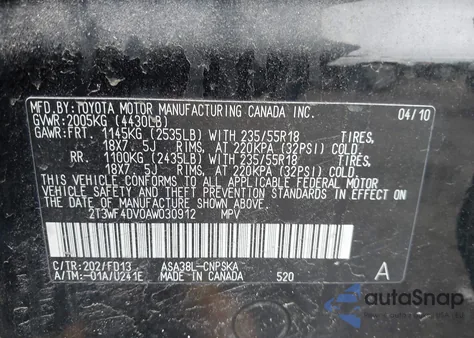 MFD.BY:TOYOTA MOTOR MANUFACTURING CANADA INC.
GVWR:2005KG (4430LB) 04/10
GAWR:FRT. 1145KG (2535LB) WITH 235/55R18 TIRES,
18X7.5J RIMS, AT 220KPA (32PSI) COLD.
RR. 1100KG (2435LB) WITH 235/55R18 TIRES,
18X7.5J RIMS, AT 220KPA (32PSI) COLD.
THIS VEHICLE CONFORMS TO ALL APPLICABLE FEDERAL MOTOR
VEHICLE SAFETY AND THEFT PREVENTION STANDARDS IN EFFECT ON
THE DATE OF MANUFACTURE SHOWN ABOVE.
2T3WF4DV0AW030912 MPV
C/TR:202/FD13 ASA38L-CNPSKA
A/TM:-01A/U241E MADE IN CANADA 520 A
autoSnap